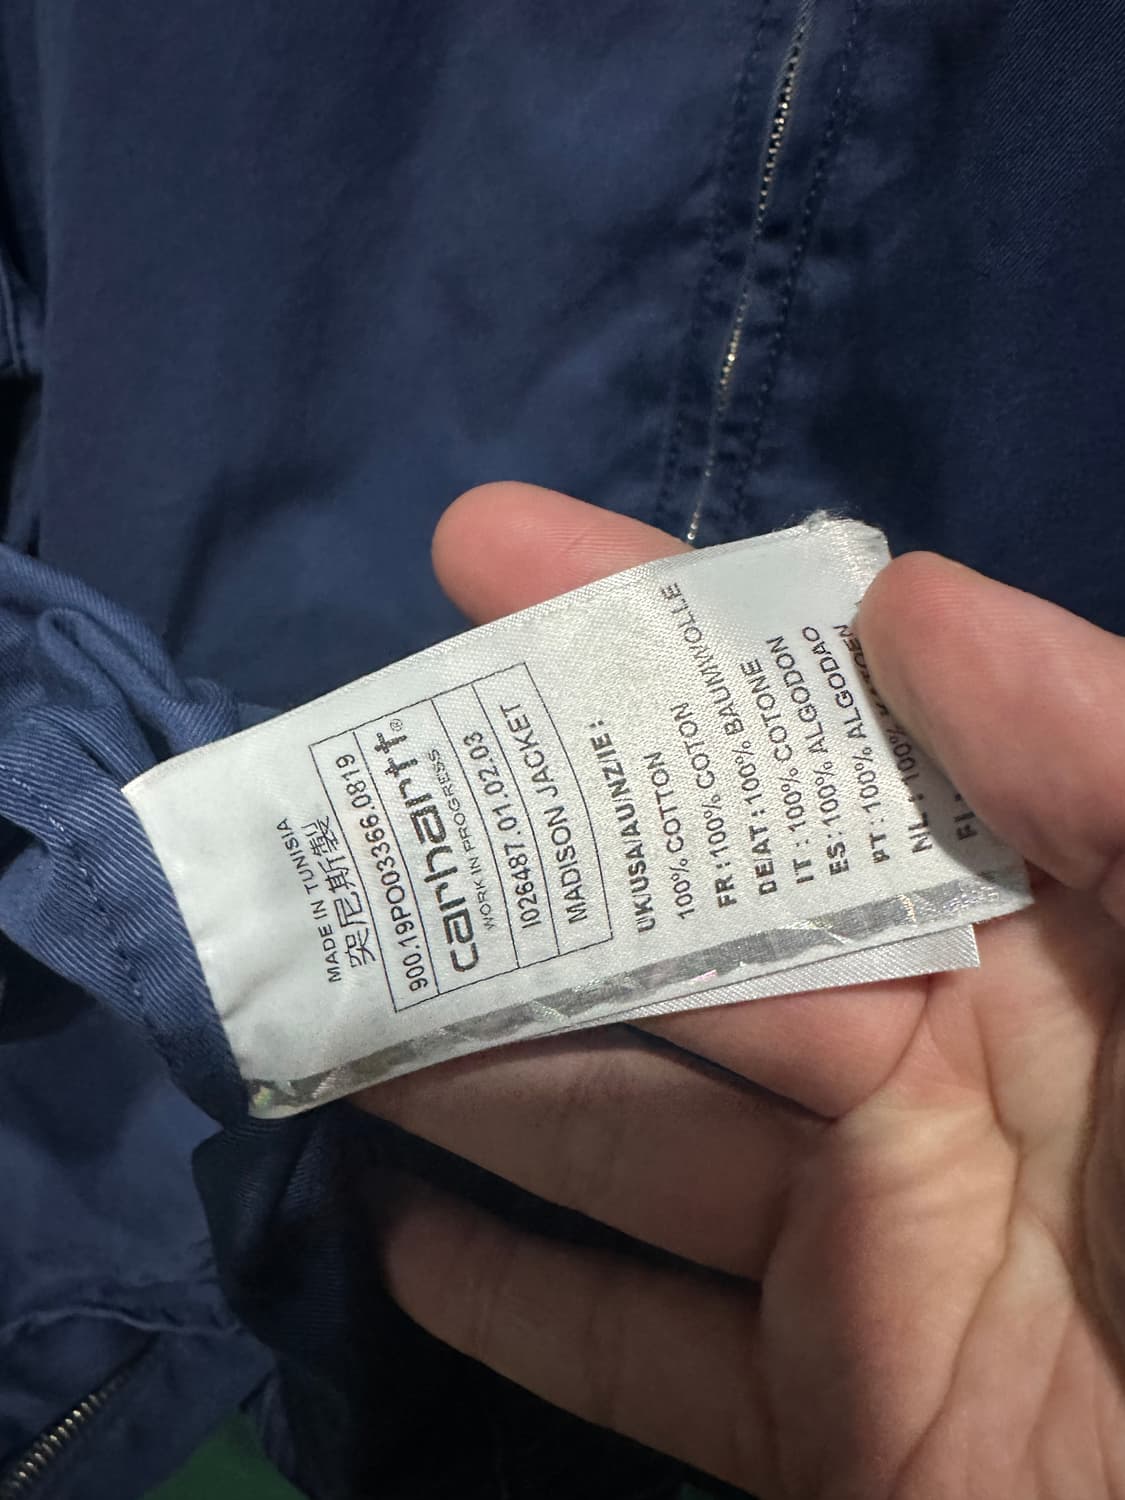 MADE IN TUNISIA
突尼斯製
900.19PO03366.0819
carhartt®
WORK IN PROGRESS
I026487.01.02.03
MADISON JACKET
UK/USA/AU/NZ/IE:
100% COTTON
FR:100% COTON
DE/AT:100% BAUMWOLLE
IT:100% COTONE
ES:100% ALGODON
PT:100% ALGODAO
NL:100%